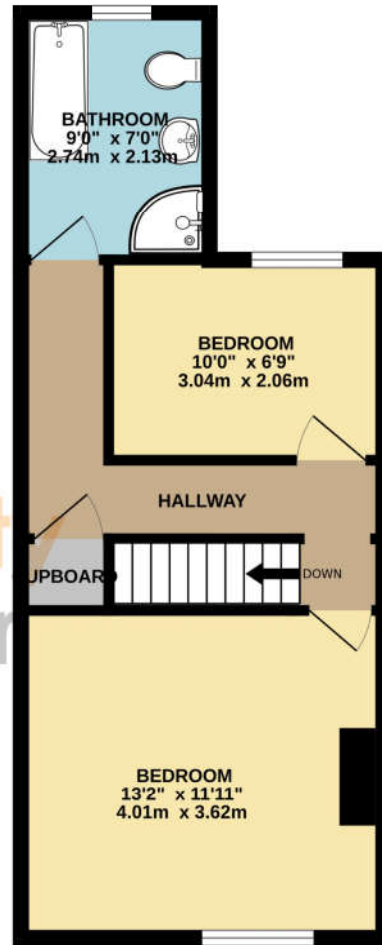 BATHROOM
9'0" x 7'0"
2.74m x 2.13m
BEDROOM
10'0" x 6'9"
3.04m x 2.06m
HALLWAY
UPBOARD
DOWN
BEDROOM
13'2" x 11'11"
4.01m x 3.62m